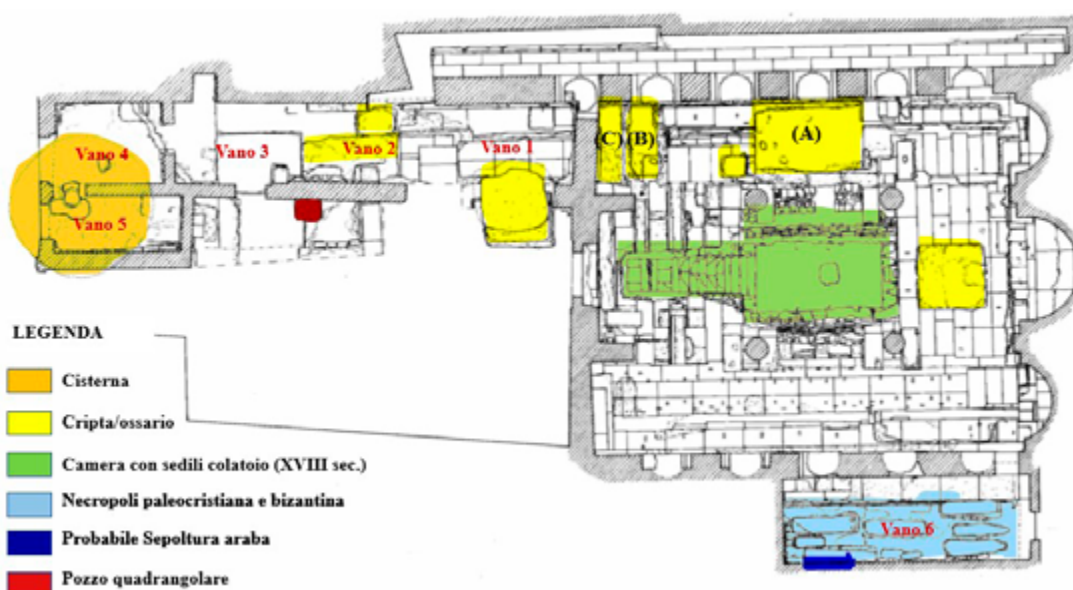 (C) (B) (A)
Vano 4 Vano 3 Vano 2 Vano 1
Vano 5
LEGENDA
Cisterna
Cripta/ossario
Camera con sedili colatoio (XVIII sec.)
Necropoli paleocristiana e bizantina
Vano 6
Probabile Sepoltura araba
Pozzo quadrangolare